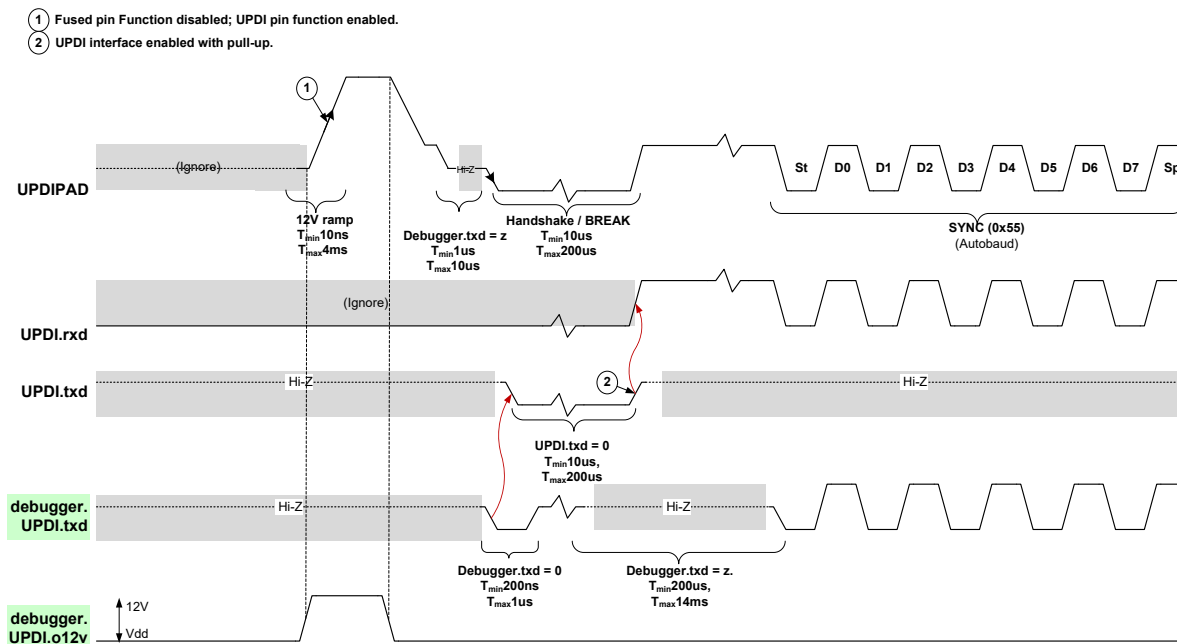 1 Fused pin Function disabled; UPDI pin function enabled.
2 UPDI interface enabled with pull-up.
1
(Ignore)
Hi-Z
St D0 D1 D2 D3 D4 D5 D6 D7 Sp
UPDIPAD
12V ramp
Tmin10ns
Tmax4ms
Debugger.txd = z
Tmin1us
Tmax10us
Handshake / BREAK
Tmin10us
Tmax200us
SYNC (0x55)
(Autobaud)
(Ignore)
UPDI.rxd
Hi-Z
2
Hi-Z
UPDI.txd
UPDI.txd = 0
Tmin10us,
Tmax200us
debugger.
UPDI.txd
Hi-Z
Hi-Z
Debugger.txd = 0
Tmin200ns
Tmax1us
Debugger.txd = z.
Tmin200us,
Tmax14ms
debugger.
UPDI.o12v
12V
Vdd